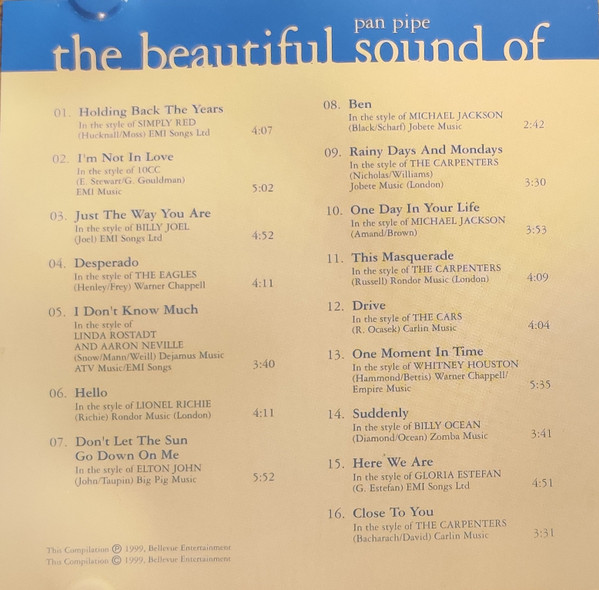 pan pipe
the beautiful sound of
01. Holding Back The Years
In the style of SIMPLY RED
(Hucknall/Moss) EMI Songs Ltd 4:07
02. I'm Not In Love
In the style of 10CC
(E. Stewart/G. Gouldman)
EMI Music 5:02
03. Just The Way You Are
In the style of BILLY JOEL
(Joel) EMI Songs Ltd 4:52
04. Desperado
In the style of THE EAGLES
(Henley/Frey) Warner Chappell 4:11
05. I Don't Know Much
In the style of
LINDA ROSTADT
AND AARON NEVILLE
(Snow/Mann/Weill) Dejamus Music
ATV Music/EMI Songs 3:40
06. Hello
In the style of LIONEL RICHIE
(Richie) Rondor Music (London) 4:11
07. Don't Let The Sun
Go Down On Me
In the style of ELTON JOHN
(John/Taupin) Big Pig Music 5:52
08. Ben
In the style of MICHAEL JACKSON
(Black/Scharf) Jobete Music 2:42
09. Rainy Days And Mondays
In the style of THE CARPENTERS
(Nicholas/Williams)
Jobete Music (London) 3:30
10. One Day In Your Life
In the style of MICHAEL JACKSON
(Amand/Brown) 3:53
11. This Masquerade
In the style of THE CARPENTERS
(Russell) Rondor Music (London) 4:09
12. Drive
In the style of THE CARS
(R. Ocasek) Carlin Music 4:04
13. One Moment In Time
In the style of WHITNEY HOUSTON
(Hammond/Bettis) Warner Chappell/
Empire Music 5:35
14. Suddenly
In the style of BILLY OCEAN
(Diamond/Ocean) Zomba Music 3:41
15. Here We Are
In the style of GLORIA ESTEFAN
(G. Estefan) EMI Songs Ltd 4:51
16. Close To You
In the style of THE CARPENTERS
(Bacharach/David) Carlin Music 3:31
This Compilation ℗ 1999, Bellevue Entertainment
This Compilation © 1999, Bellevue Entertainment